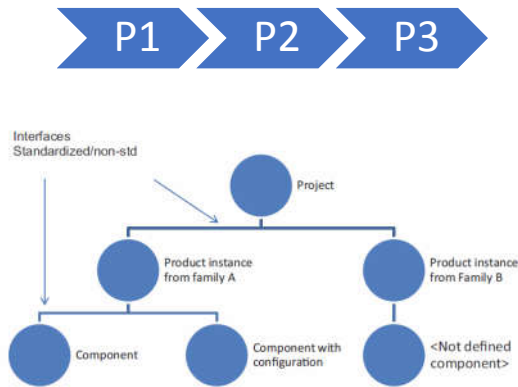 P1 P2 P3
Interfaces
Standardized/non-std
Project
Product instance
from family A
Product instance
from Family B
Component
Component with
configuration
<Not defined
component>